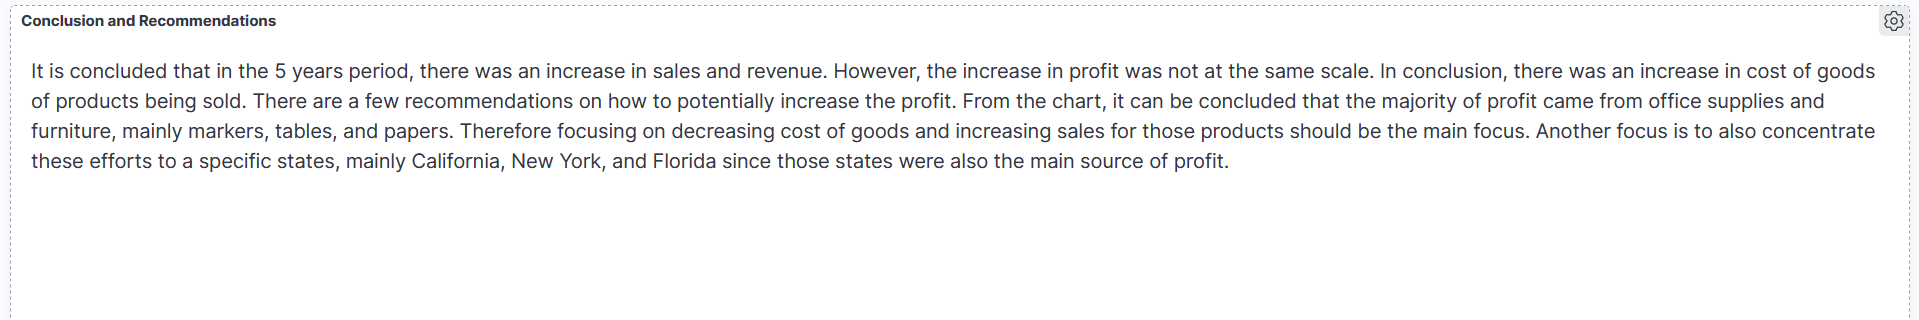 Conclusion and Recommendations
It is concluded that in the 5 years period, there was an increase in sales and revenue. However, the increase in profit was not at the same scale. In conclusion, there was an increase in cost of goods
of products being sold. There are a few recommendations on how to potentially increase the profit. From the chart, it can be concluded that the majority of profit came from office supplies and
furniture, mainly markers, tables, and papers. Therefore focusing on decreasing cost of goods and increasing sales for those products should be the main focus. Another focus is to also concentrate
these efforts to a specific states, mainly California, New York, and Florida since those states were also the main source of profit.